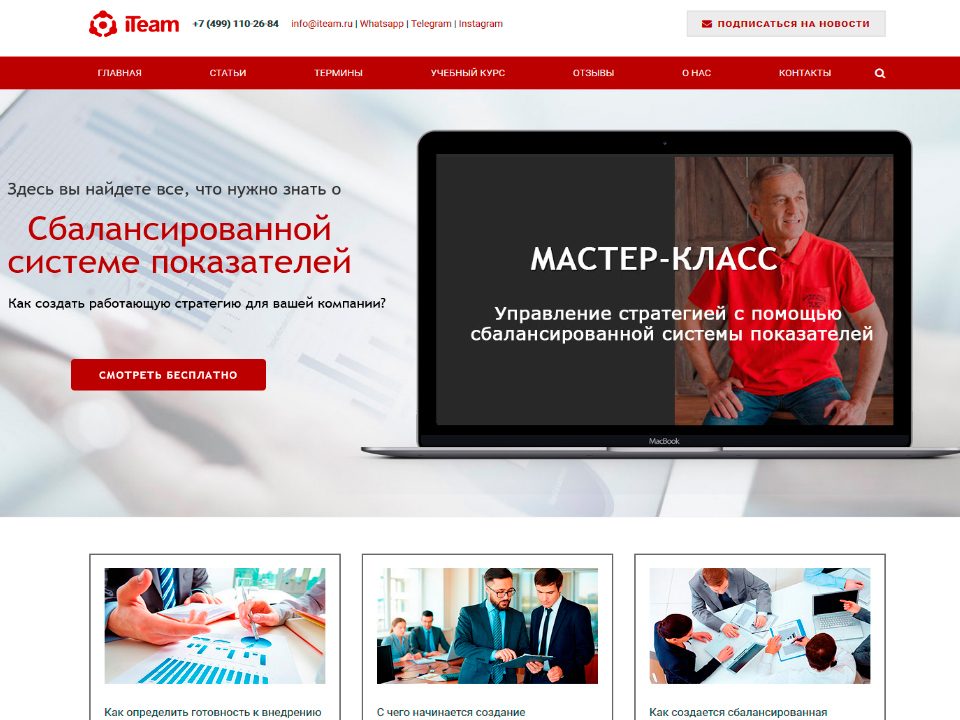 iTeam +7 (499) 110-26-84 info@iteam.ru | Whatsapp | Telegram | Instagram ПОДПИСАТЬСЯ НА НОВОСТИ
ГЛАВНАЯ СТАТЬИ ТЕРМИНЫ УЧЕБНЫЙ КУРС ОТЗЫВЫ О НАС КОНТАКТЫ
Здесь вы найдете все, что нужно знать о
Сбалансированной
системе показателей
Как создать работающую стратегию для вашей компании?
СМОТРЕТЬ БЕСПЛАТНО
МАСТЕР-КЛАСС
Управление стратегией с помощью
сбалансированной системы показателей
MacBook
Как определить готовность к внедрению
С чего начинается создание
Как создается сбалансированная